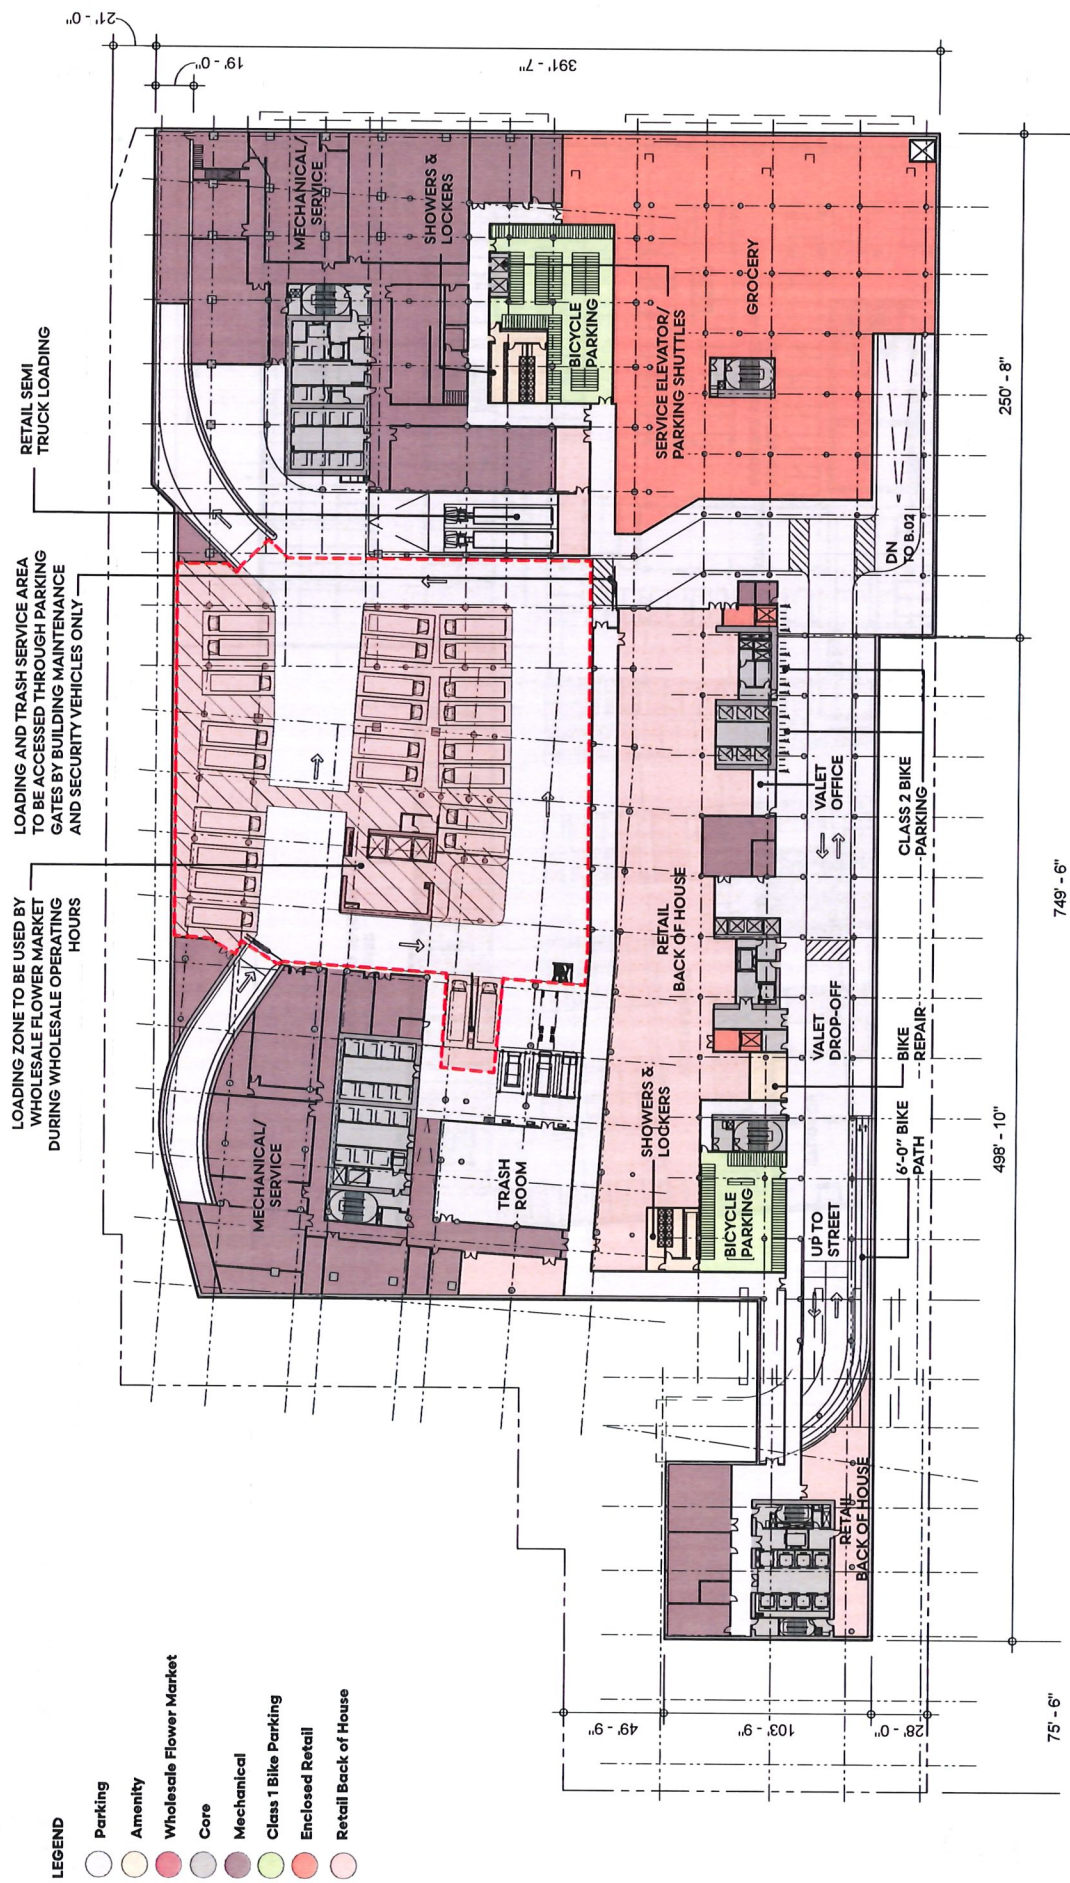 RETAIL SEMI
TRUCK LOADING
LOADING AND TRASH SERVICE AREA
TO BE ACCESSED THROUGH PARKING
GATES BY BUILDING MAINTENANCE
AND SECURITY VEHICLES ONLY
LOADING ZONE TO BE USED BY
WHOLESALE FLOWER MARKET
DURING WHOLESALE OPERATING
HOURS
21' - 0"
19' - 0"
391' - 7"
MECHANICAL/
SERVICE
SHOWERS &
LOCKERS
BICYCLE
PARKING
SERVICE ELEVATOR/
PARKING SHUTTLES
GROCERY
DN
TO B.02
MECHANICAL/
SERVICE
TRASH
ROOM
RETAIL
BACK OF HOUSE
SHOWERS &
LOCKERS
BICYCLE
PARKING
VALET
OFFICE
VALET
DROP-OFF
UP TO
STREET
CLASS 2 BIKE
PARKING
BIKE
REPAIR
6'-0" BIKE
PATH
RETAIL
BACK OF HOUSE
250' - 8"
498' - 10"
749' - 6"
75' - 6"
49' - 9"
103' - 9"
28' - 0"
LEGEND
Parking
Amenity
Wholesale Flower Market
Core
Mechanical
Class 1 Bike Parking
Enclosed Retail
Retail Back of House